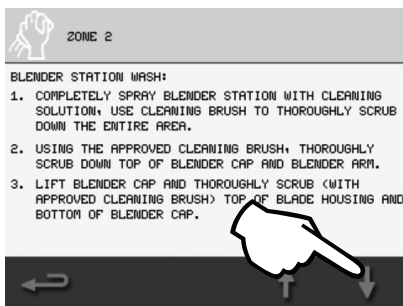 ZONE 2
BLENDER STATION WASH:
1. COMPLETELY SPRAY BLENDER STATION WITH CLEANING
SOLUTION, USE CLEANING BRUSH TO THOROUGHLY SCRUB
DOWN THE ENTIRE AREA.
2. USING THE APPROVED CLEANING BRUSH, THOROUGHLY
SCRUB DOWN TOP OF BLENDER CAP AND BLENDER ARM.
3. LIFT BLENDER CAP AND THOROUGHLY SCRUB (WITH
APPROVED CLEANING BRUSH) TOP OF BLADE HOUSING AND
BOTTOM OF BLENDER CAP.